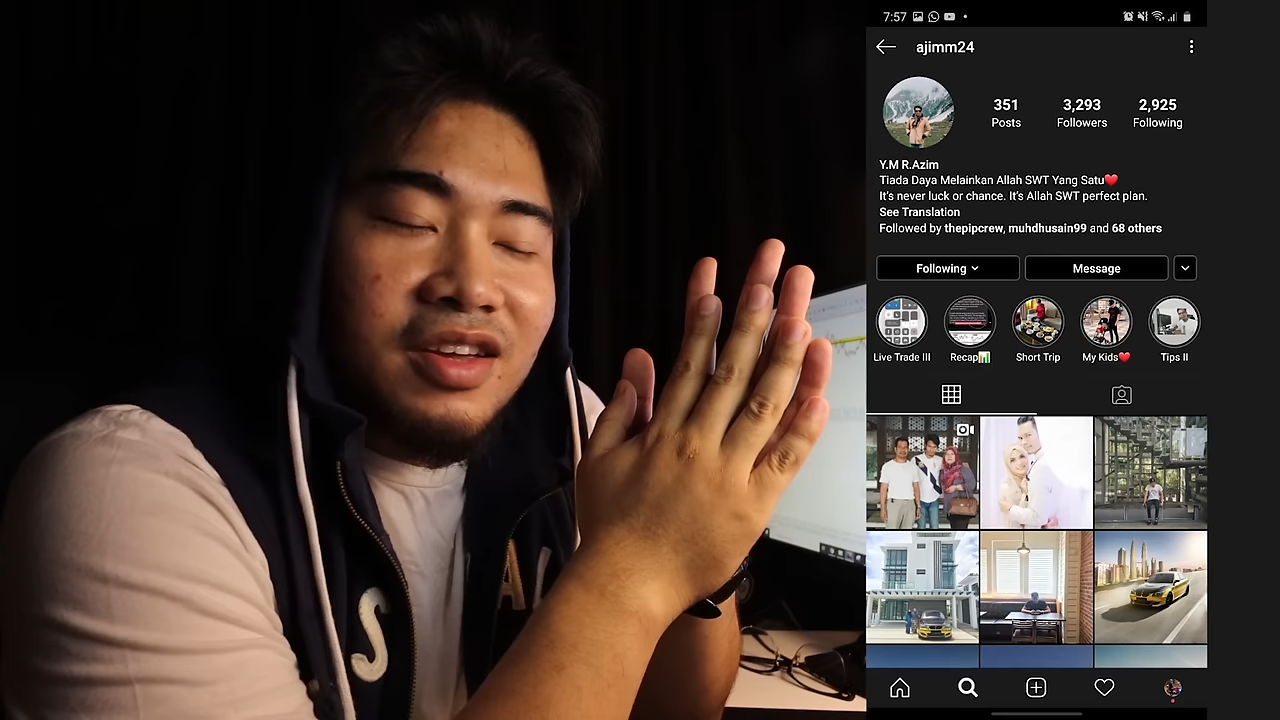 7:57
ajimm24
351
3,293
2,925
Posts
Followers
Following
Y.M R.Azim
Tiada Daya Melainkan Allah SWT Yang Satu❤️
It's never luck or chance. It's Allah SWT perfect plan.
See Translation
Followed by thepipcrew, muhdhusain99 and 68 others
Following
Message
Live Trade III
Recap📊
Short Trip
My Kids❤️
Tips II
S